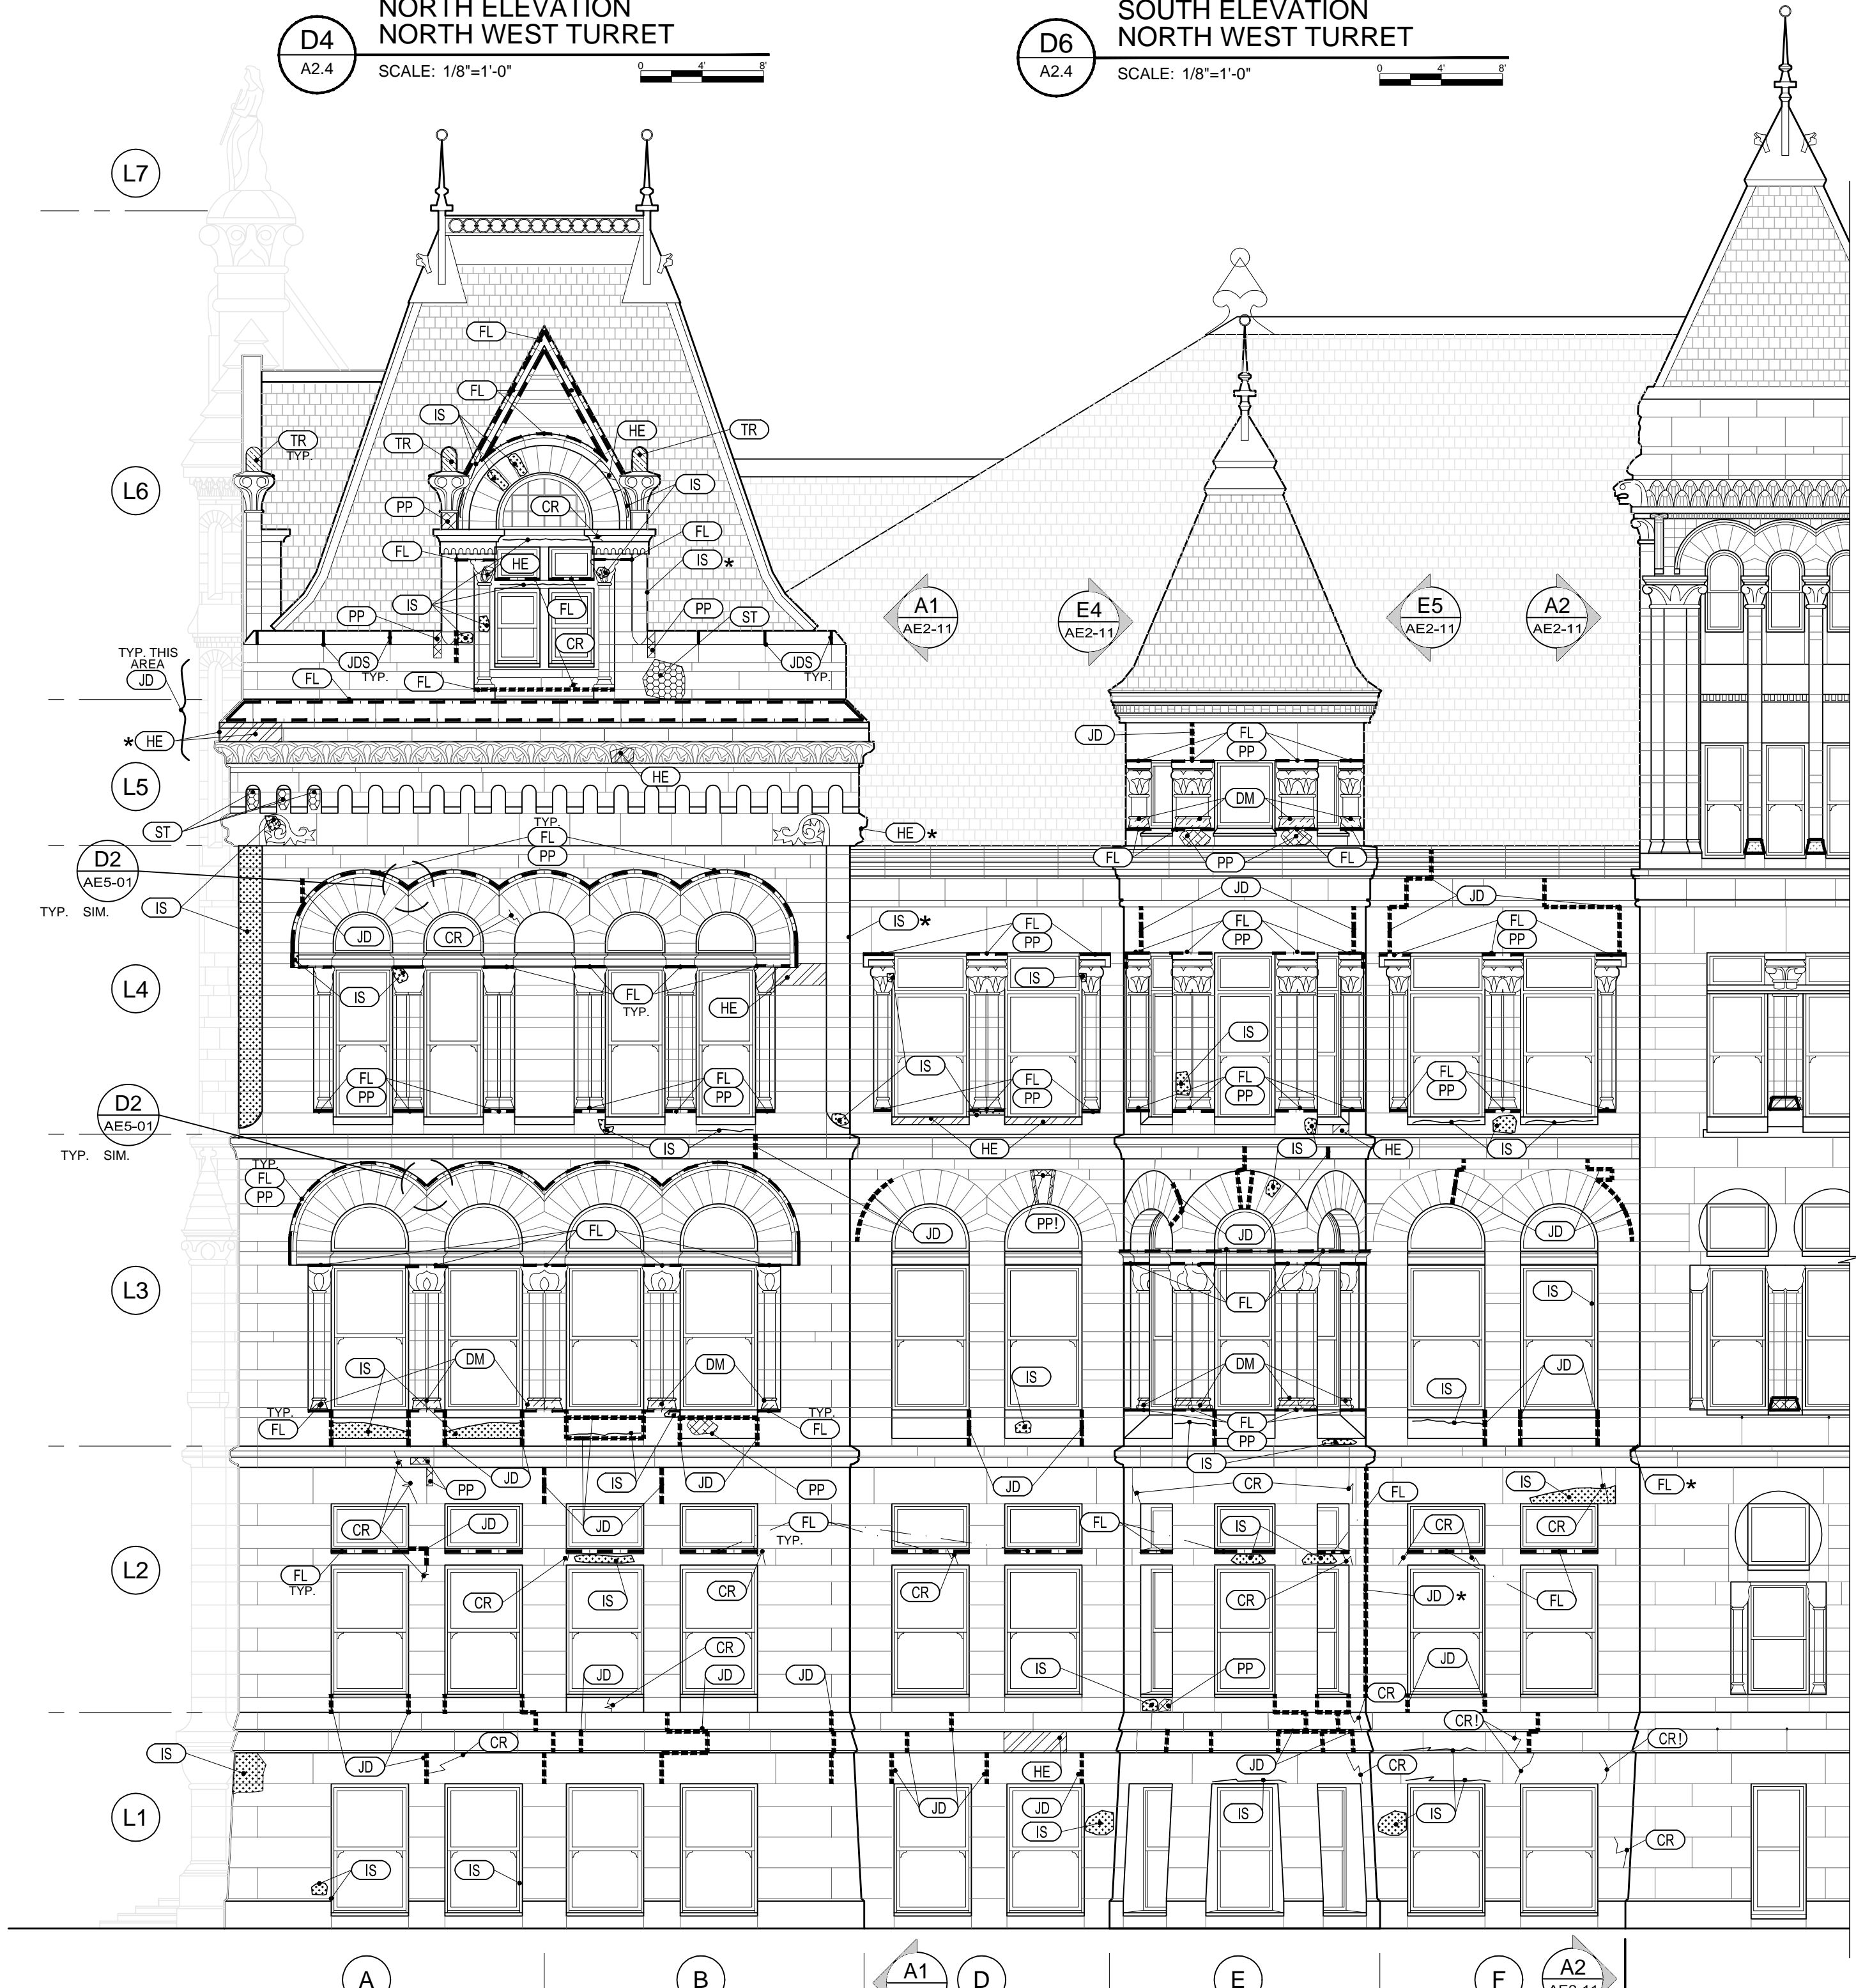 NORTH ELEVATION
NORTH WEST TURRET
D4
A2.4
SCALE: 1/8"=1'-0"
0 4' 8'
SOUTH ELEVATION
NORTH WEST TURRET
D6
A2.4
SCALE: 1/8"=1'-0"
0 4' 8'
L7
FL
FL
IS
HE
TR
TR
TYP.
TR
IS
L6
PP
CR
FL
FL
HE
IS *
IS
FL
PP
PP
ST
A1
AE2-11
E4
AE2-11
E5
AE2-11
A2
AE2-11
CR
TYP. THIS
AREA
JD
JDS
TYP.
JDS
TYP.
FL
FL
* HE
JD
FL
PP
HE
L5
DM
ST
TYP.
FL
PP
HE *
D2
AE5-01
TYP. SIM.
FL
PP
FL
IS
JD
JD
IS *
FL
PP
FL
PP
FL
PP
JD
CR
IS
L4
IS
FL
TYP.
HE
IS
IS
FL
PP
FL
PP
FL
PP
FL
PP
FL
PP
D2
AE5-01
TYP. SIM.
IS
HE
IS
HE
IS
TYP.
FL
PP
PP!
JD
JD
JD
FL
L3
FL
IS
IS
DM
DM
IS
DM
JD
IS
TYP.
FL
TYP.
FL
FL
PP
IS
JD
IS
JD
PP
PP
JD
CR
FL
IS
FL *
CR
JD
JD
FL
TYP.
FL
IS
CR
CR
L2
FL
TYP.
CR
IS
CR
CR
CR
JD *
FL
CR
JD
JD
JD
IS
PP
JD
CR
CR!
IS
CR
JD
HE
JD
CR
CR!
L1
JD
JD
IS
IS
IS
CR
IS
IS
A
B
A1
D
E
F
A2